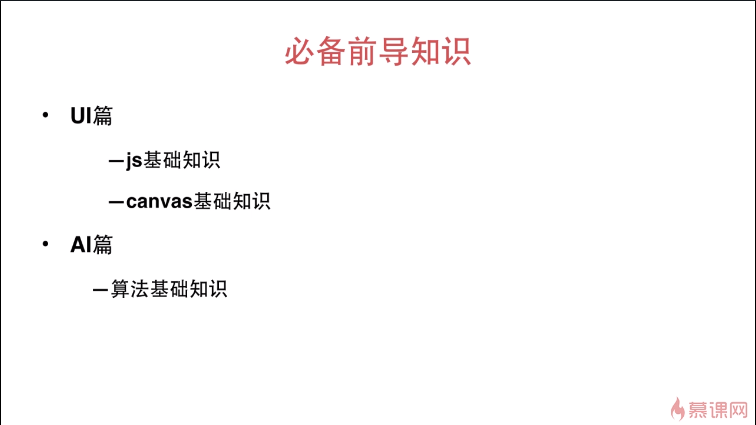 必备前导知识
• UI篇
—js基础知识
—canvas基础知识
• AI篇
—算法基础知识
慕课网